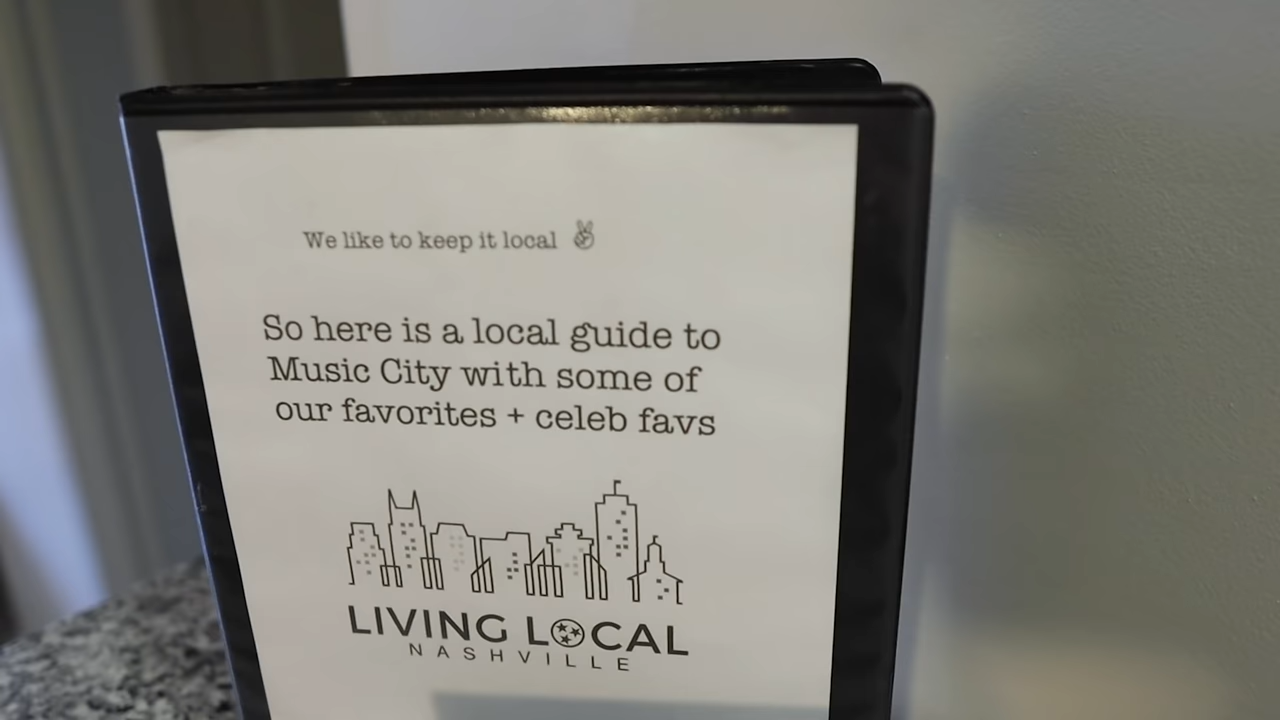 We like to keep it local ✌
So here is a local guide to
Music City with some of
our favorites + celeb favs
LIVING LOCAL
NASHVILLE